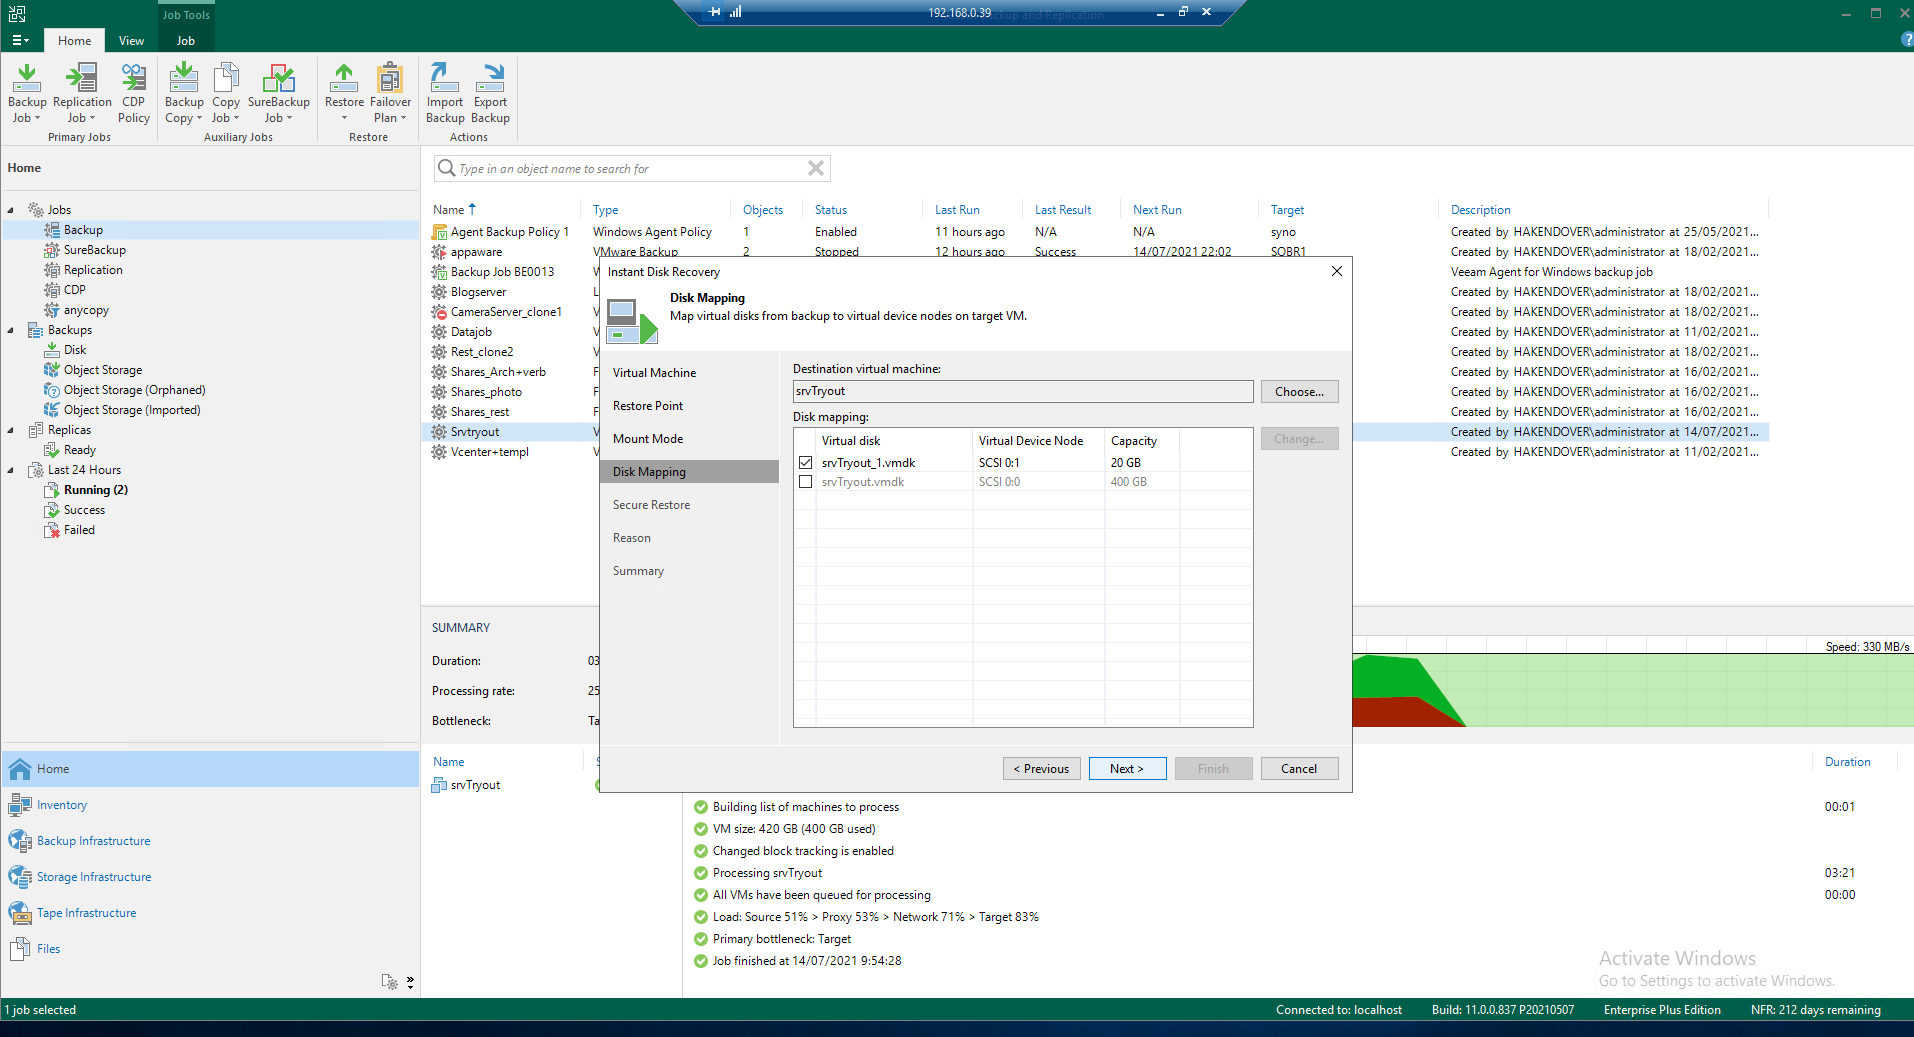 192.168.0.39
Job Tools
Home
View
Job
Backup Job
Replication Job
CDP Policy
Primary Jobs
Backup Copy
Copy Job
SureBackup Job
Auxiliary Jobs
Restore
Failover Plan
Restore
Import Backup
Export Backup
Actions
Home
Jobs
Backup
SureBackup
Replication
CDP
anycopy
Backups
Disk
Object Storage
Object Storage (Orphaned)
Object Storage (Imported)
Replicas
Ready
Last 24 Hours
Running (2)
Success
Failed
Home
Inventory
Backup Infrastructure
Storage Infrastructure
Tape Infrastructure
Files
Type in an object name to search for
Name Type Objects Status Last Run Last Result Next Run Target Description
Agent Backup Policy 1 Windows Agent Policy 1 Enabled 11 hours ago N/A N/A syno Created by HAKENDOVER\administrator at 25/05/2021...
appaware VMware Backup 2 Stopped 12 hours ago Success 14/07/2021 22:02 SOBR1 Created by HAKENDOVER\administrator at 18/02/2021...
Backup Job BE0013 Veeam Agent for Windows backup job
Blogserver Created by HAKENDOVER\administrator at 18/02/2021...
CameraServer_clone1 Created by HAKENDOVER\administrator at 18/02/2021...
Datajob Created by HAKENDOVER\administrator at 11/02/2021...
Rest_clone2 Created by HAKENDOVER\administrator at 18/02/2021...
Shares_Arch+verb Created by HAKENDOVER\administrator at 16/02/2021...
Shares_photo Created by HAKENDOVER\administrator at 16/02/2021...
Shares_rest Created by HAKENDOVER\administrator at 16/02/2021...
Srvtryout Created by HAKENDOVER\administrator at 14/07/2021...
Vcenter+templ Created by HAKENDOVER\administrator at 11/02/2021...
Instant Disk Recovery
Disk Mapping
Map virtual disks from backup to virtual device nodes on target VM.
Virtual Machine
Restore Point
Mount Mode
Disk Mapping
Secure Restore
Reason
Summary
Destination virtual machine:
srvTryout
Choose...
Disk mapping:
Virtual disk Virtual Device Node Capacity
srvTryout_1.vmdk SCSI 0:1 20 GB
srvTryout.vmdk SCSI 0:0 400 GB
Change...
< Previous
Next >
Finish
Cancel
SUMMARY
Duration: 03
Processing rate: 25
Bottleneck: Ta
Speed: 330 MB/s
Name
srvTryout
Duration
Building list of machines to process 00:01
VM size: 420 GB (400 GB used)
Changed block tracking is enabled
Processing srvTryout 03:21
All VMs have been queued for processing 00:00
Load: Source 51% > Proxy 53% > Network 71% > Target 83%
Primary bottleneck: Target
Job finished at 14/07/2021 9:54:28
Activate Windows
Go to Settings to activate Windows.
1 job selected
Connected to: localhost
Build: 11.0.0.837 P20210507
Enterprise Plus Edition
NFR: 212 days remaining